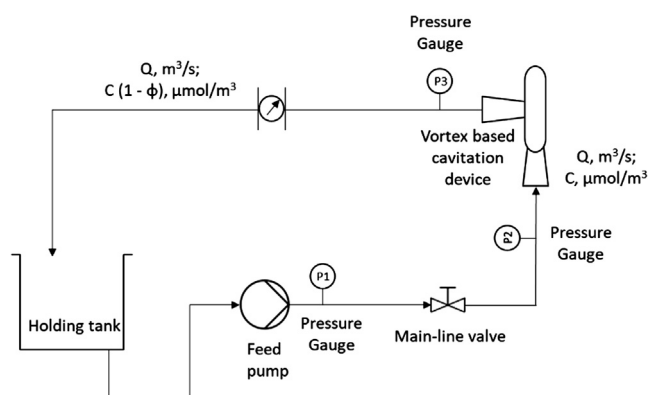 Pressure
Gauge
Q, m³/s;
C (1 - ϕ), μmol/m³
P3
Vortex based
cavitation
device
Q, m³/s;
C, μmol/m³
P2
Pressure
Gauge
P1
Holding tank
Pressure
Gauge
Main-line valve
Feed
pump